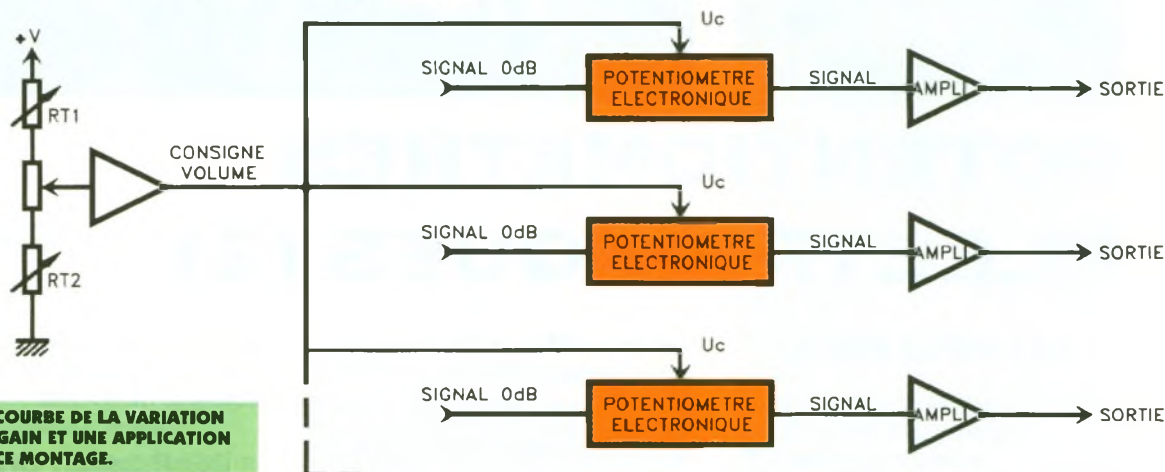 +V
RT1
RT2
CONSIGNE
VOLUME
Uc
SIGNAL 0dB
POTENTIOMETRE
ELECTRONIQUE
SIGNAL
AMPLI
SORTIE
Uc
SIGNAL 0dB
POTENTIOMETRE
ELECTRONIQUE
SIGNAL
AMPLI
SORTIE
Uc
SIGNAL 0dB
POTENTIOMETRE
ELECTRONIQUE
SIGNAL
AMPLI
SORTIE
COURBE DE LA VARIATION
GAIN ET UNE APPLICATION
CE MONTAGE.